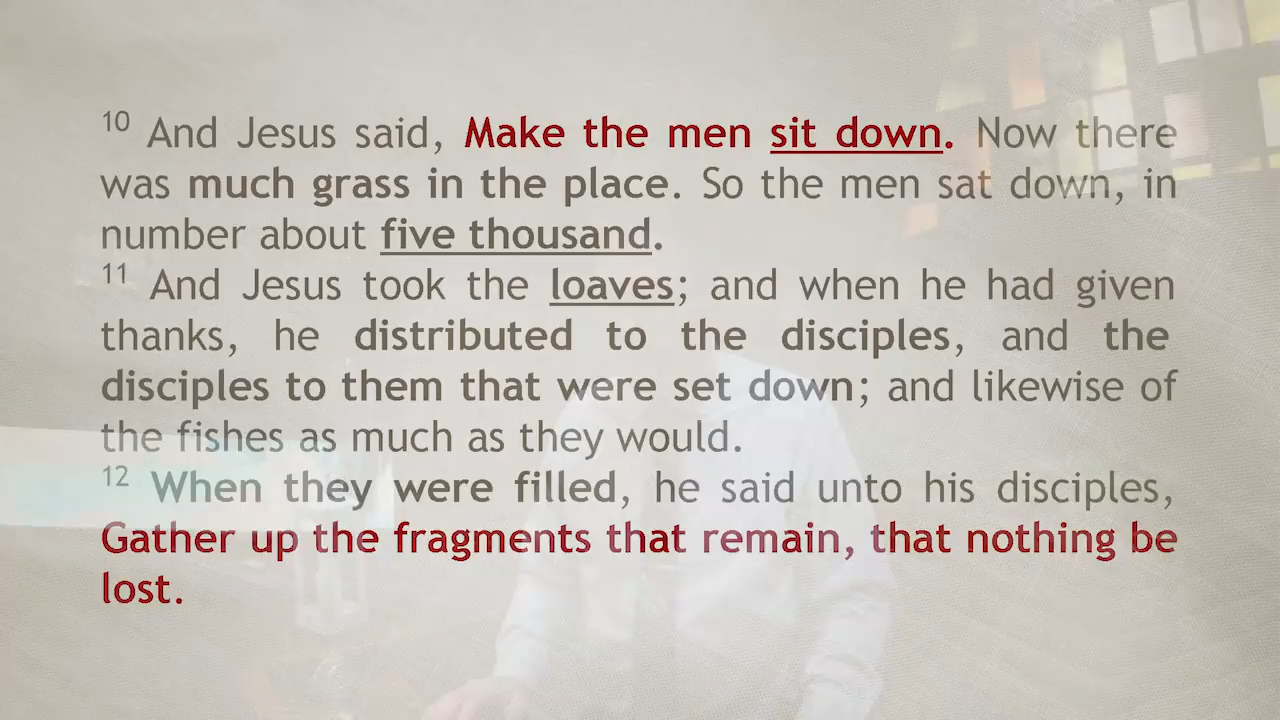 10 And Jesus said, Make the men sit down. Now there
was much grass in the place. So the men sat down, in
number about five thousand.
11 And Jesus took the loaves; and when he had given
thanks, he distributed to the disciples, and the
disciples to them that were set down; and likewise of
the fishes as much as they would.
12 When they were filled, he said unto his disciples,
Gather up the fragments that remain, that nothing be
lost.